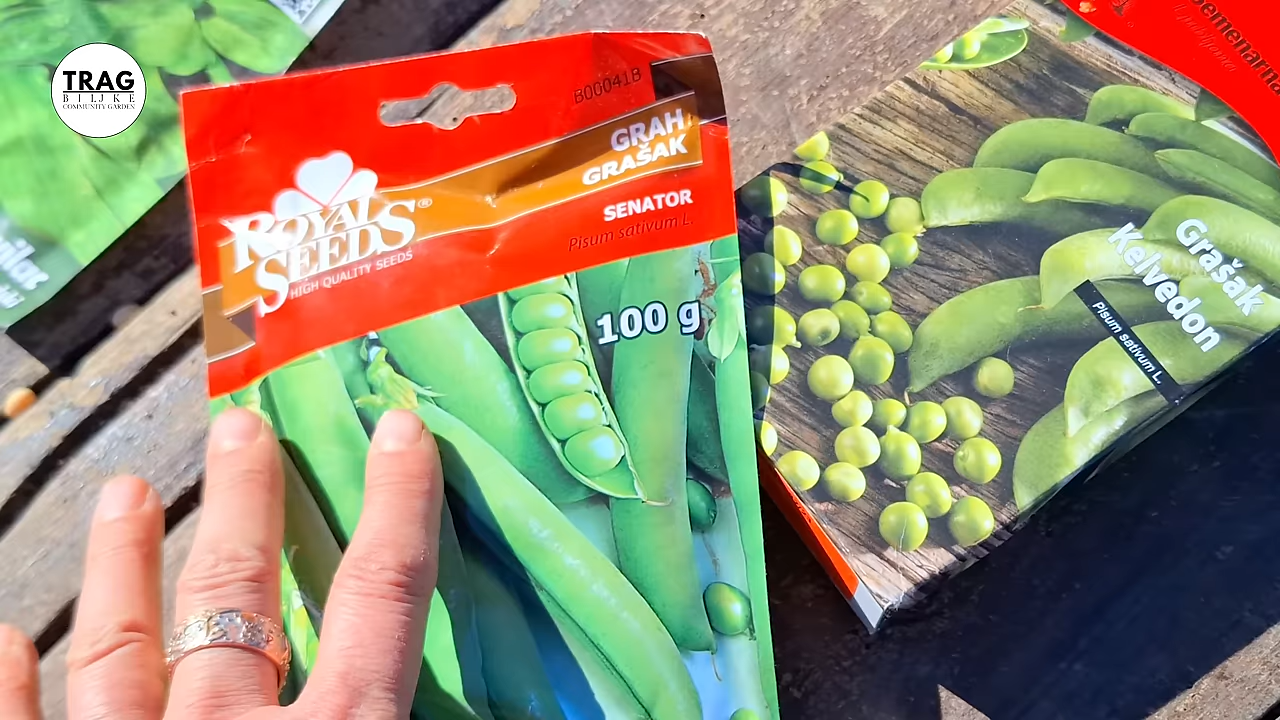 TRAG
BILJKE
COMMUNITY GARDEN
B00041B
GRAH
GRAŠAK
SENATOR
Pisum sativum L.
ROYAL
SEEDS®
HIGH QUALITY SEEDS
100 g
Semenarna
Grašak
Kelvedon
Pisum sativum L.